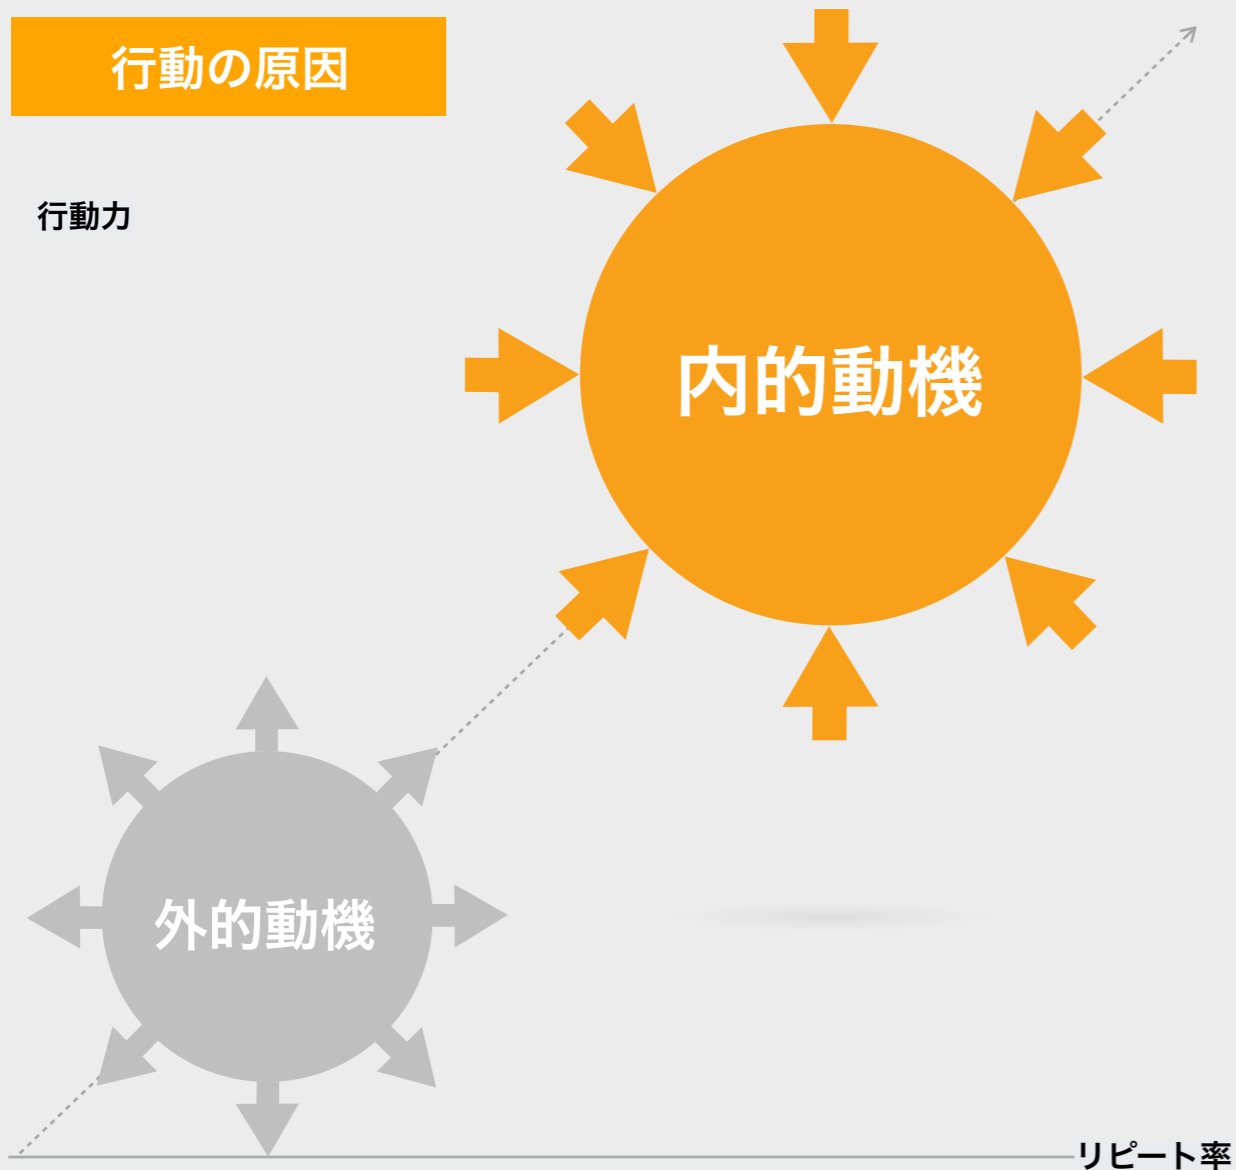 行動の原因
行動力
内的動機
外的動機
リピート率